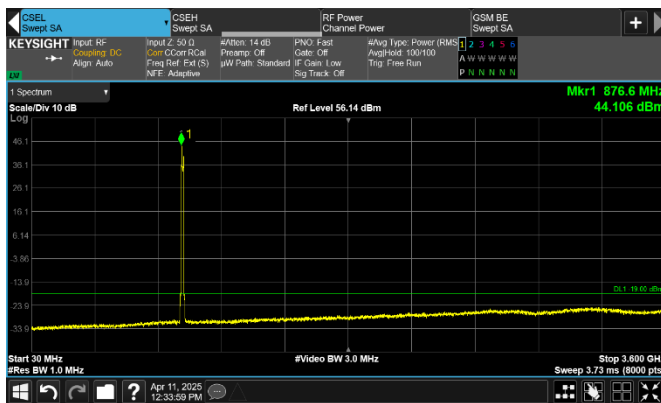 CSEL
Swept SA
CSEH
Swept SA
RF Power
Channel Power
GSM BE
Swept SA
+
KEYSIGHT
LXI
Input: RF
Coupling: DC
Align: Auto
Input Z: 50 Ω
Corr CCorr RCal
Freq Ref: Ext (S)
NFE: Adaptive
#Atten: 14 dB
Preamp: Off
µW Path: Standard
PNO: Fast
Gate: Off
IF Gain: Low
Sig Track: Off
#Avg Type: Power (RMS
Avg|Hold: 100/100
Trig: Free Run
1 2 3 4 5 6
A W W W W W
P N N N N N
1 Spectrum
Scale/Div 10 dB
Log
Ref Level 56.14 dBm
Mkr1 876.6 MHz
44.106 dBm
1
46.1
36.1
26.1
16.1
6.14
-3.86
-13.9
-23.9
-33.9
Start 30 MHz
#Res BW 1.0 MHz
#Video BW 3.0 MHz
Stop 3.600 GHz
Sweep 3.73 ms (8000 pts)
?
Apr 11, 2025
12:33:59 PM